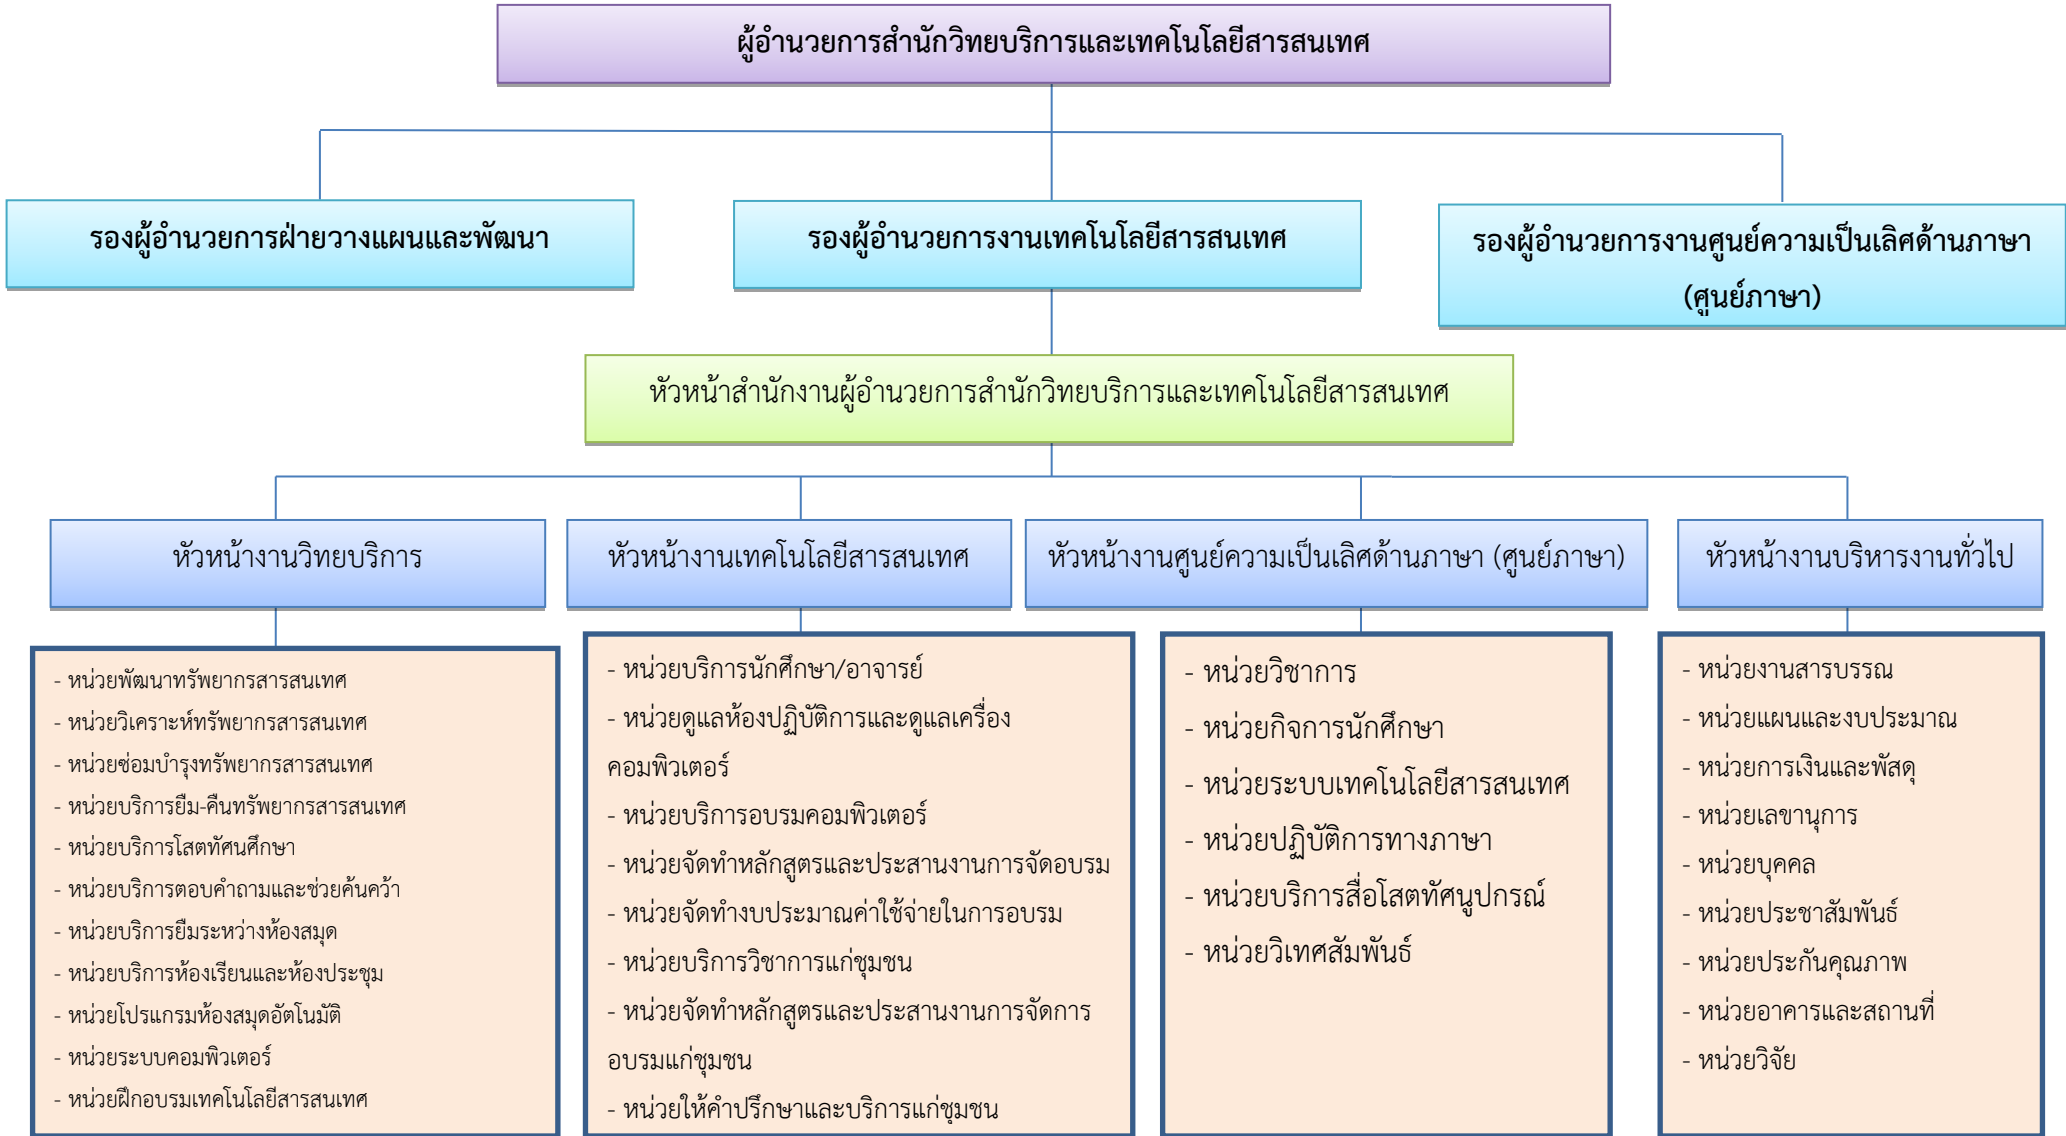 ผู้อำนวยการสำนักวิทยบริการและเทคโนโลยีสารสนเทศ
รองผู้อำนวยการฝ่ายวางแผนและพัฒนา
รองผู้อำนวยการงานเทคโนโลยีสารสนเทศ
รองผู้อำนวยการงานศูนย์ความเป็นเลิศด้านภาษา
(ศูนย์ภาษา)
หัวหน้าสำนักงานผู้อำนวยการสำนักวิทยบริการและเทคโนโลยีสารสนเทศ
หัวหน้างานวิทยบริการ
หัวหน้างานเทคโนโลยีสารสนเทศ
หัวหน้างานศูนย์ความเป็นเลิศด้านภาษา (ศูนย์ภาษา)
หัวหน้างานบริหารงานทั่วไป
- หน่วยพัฒนาทรัพยากรสารสนเทศ
- หน่วยวิเคราะห์ทรัพยากรสารสนเทศ
- หน่วยซ่อมบำรุงทรัพยากรสารสนเทศ
- หน่วยบริการยืม-คืนทรัพยากรสารสนเทศ
- หน่วยบริการโสตทัศนศึกษา
- หน่วยบริการตอบคำถามและช่วยค้นคว้า
- หน่วยบริการยืมระหว่างห้องสมุด
- หน่วยบริการห้องเรียนและห้องประชุม
- หน่วยโปรแกรมห้องสมุดอัตโนมัติ
- หน่วยระบบคอมพิวเตอร์
- หน่วยฝึกอบรมเทคโนโลยีสารสนเทศ
- หน่วยบริการนักศึกษา/อาจารย์
- หน่วยดูแลห้องปฏิบัติการและดูแลเครื่อง
คอมพิวเตอร์
- หน่วยบริการอบรมคอมพิวเตอร์
- หน่วยจัดทำหลักสูตรและประสานงานการจัดอบรม
- หน่วยจัดทำงบประมาณค่าใช้จ่ายในการอบรม
- หน่วยบริการวิชาการแก่ชุมชน
- หน่วยจัดทำหลักสูตรและประสานงานการจัดการ
อบรมแก่ชุมชน
- หน่วยให้คำปรึกษาและบริการแก่ชุมชน
- หน่วยวิชาการ
- หน่วยกิจการนักศึกษา
- หน่วยระบบเทคโนโลยีสารสนเทศ
- หน่วยปฏิบัติการทางภาษา
- หน่วยบริการสื่อโสตทัศนูปกรณ์
- หน่วยวิเทศสัมพันธ์
- หน่วยงานสารบรรณ
- หน่วยแผนและงบประมาณ
- หน่วยการเงินและพัสดุ
- หน่วยเลขานุการ
- หน่วยบุคคล
- หน่วยประชาสัมพันธ์
- หน่วยประกันคุณภาพ
- หน่วยอาคารและสถานที่
- หน่วยวิจัย